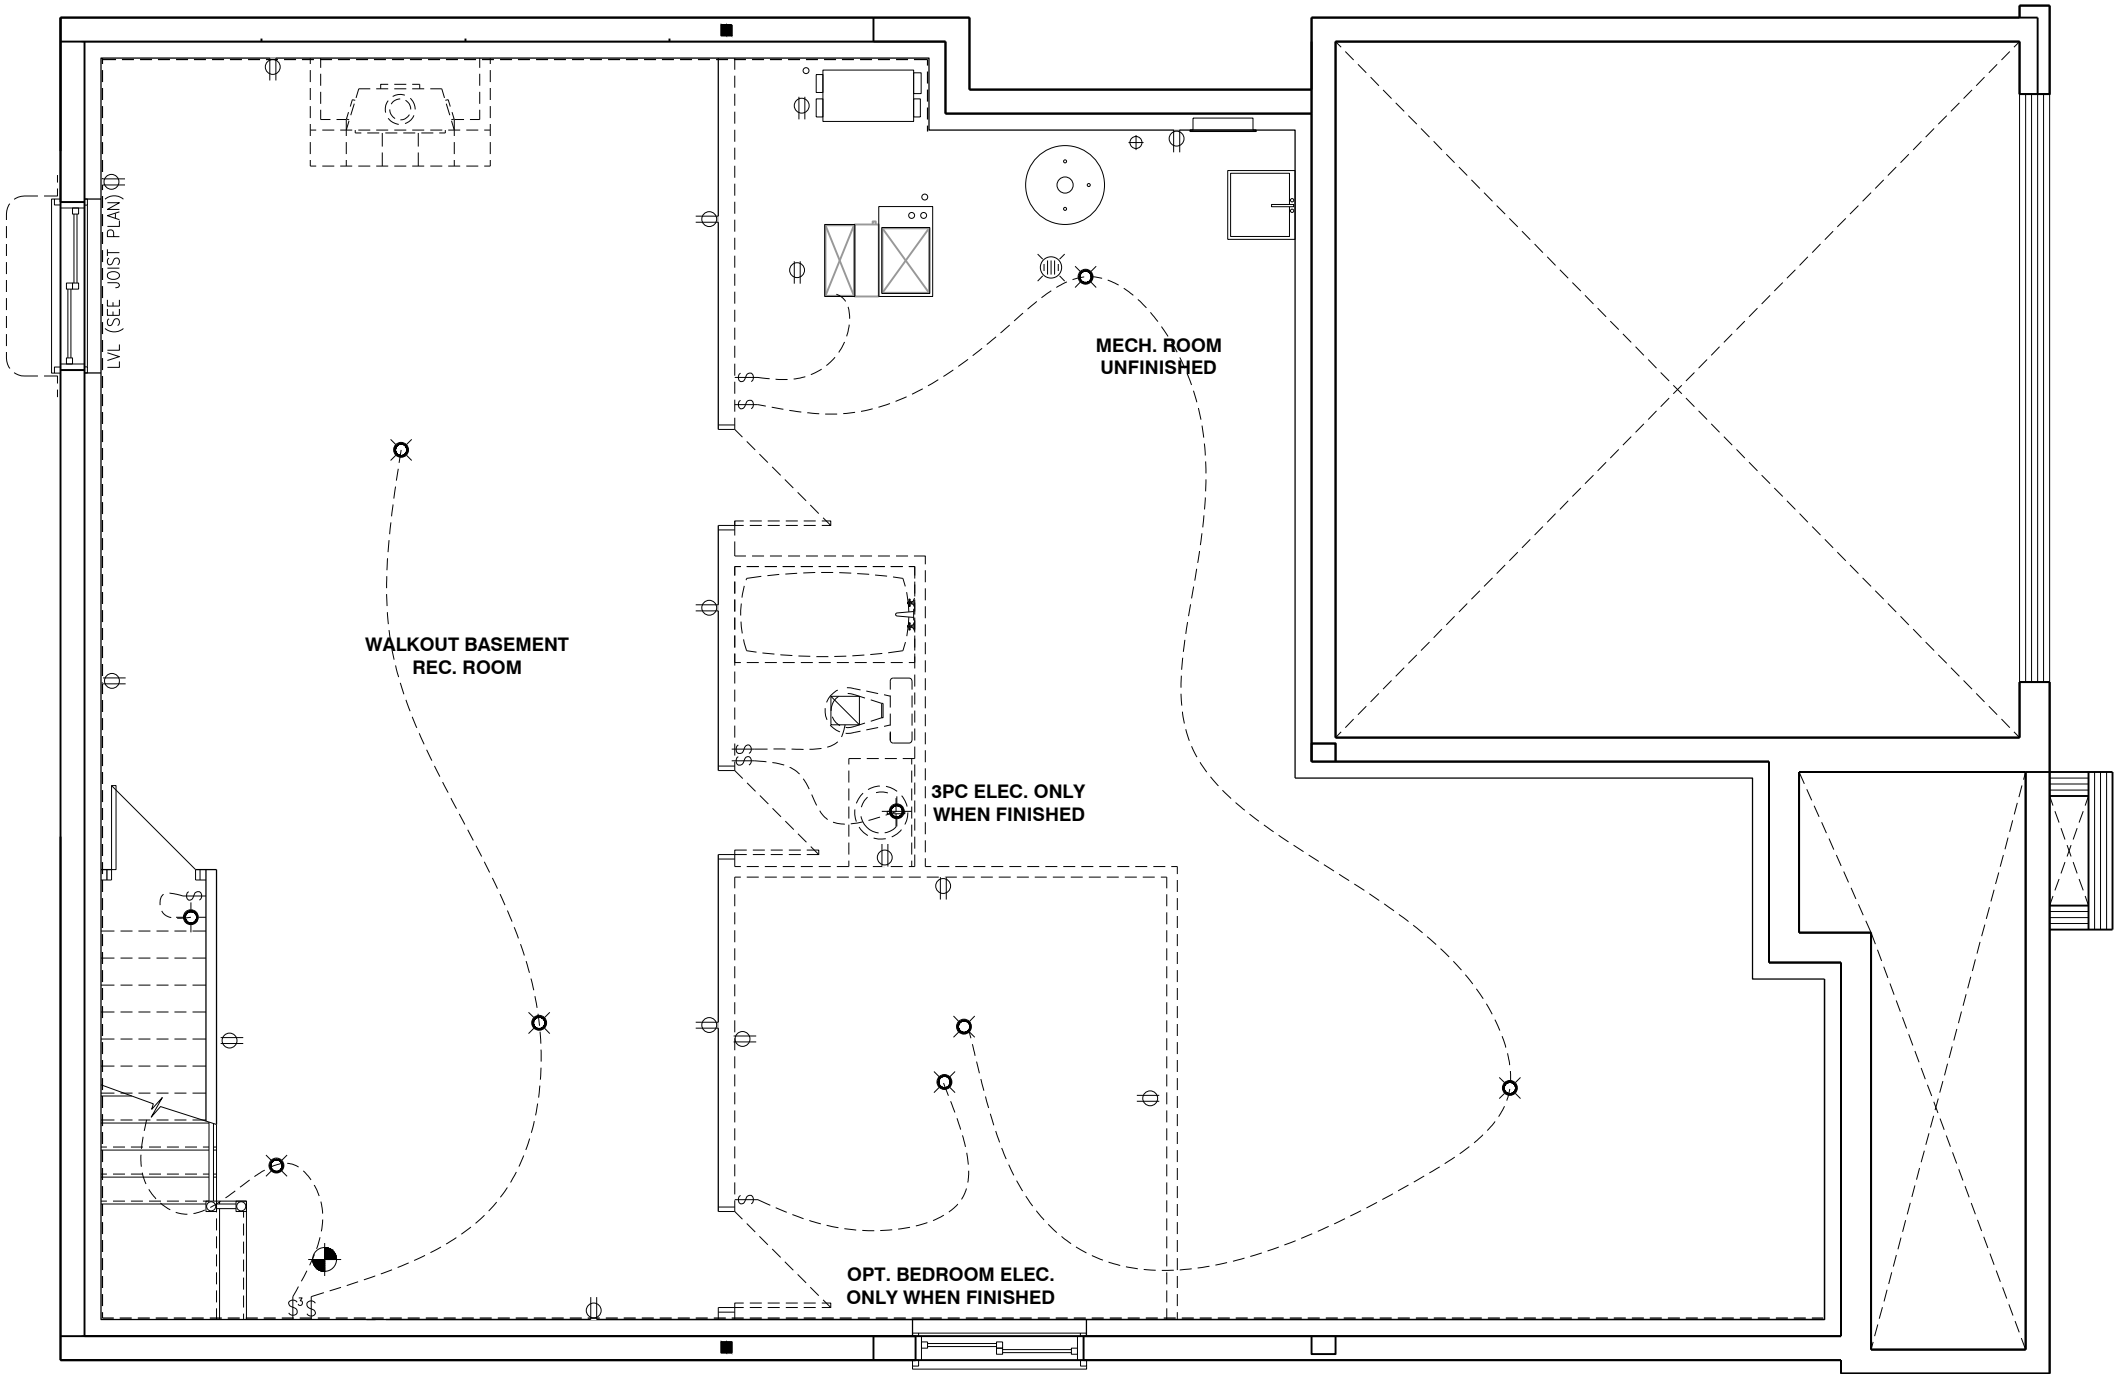 LVL (SEE JOIST PLAN)
MECH. ROOM
UNFINISHED
$
$
WALKOUT BASEMENT
REC. ROOM
$
$
3PC ELEC. ONLY
WHEN FINISHED
$
$
OPT. BEDROOM ELEC.
ONLY WHEN FINISHED
$3 $